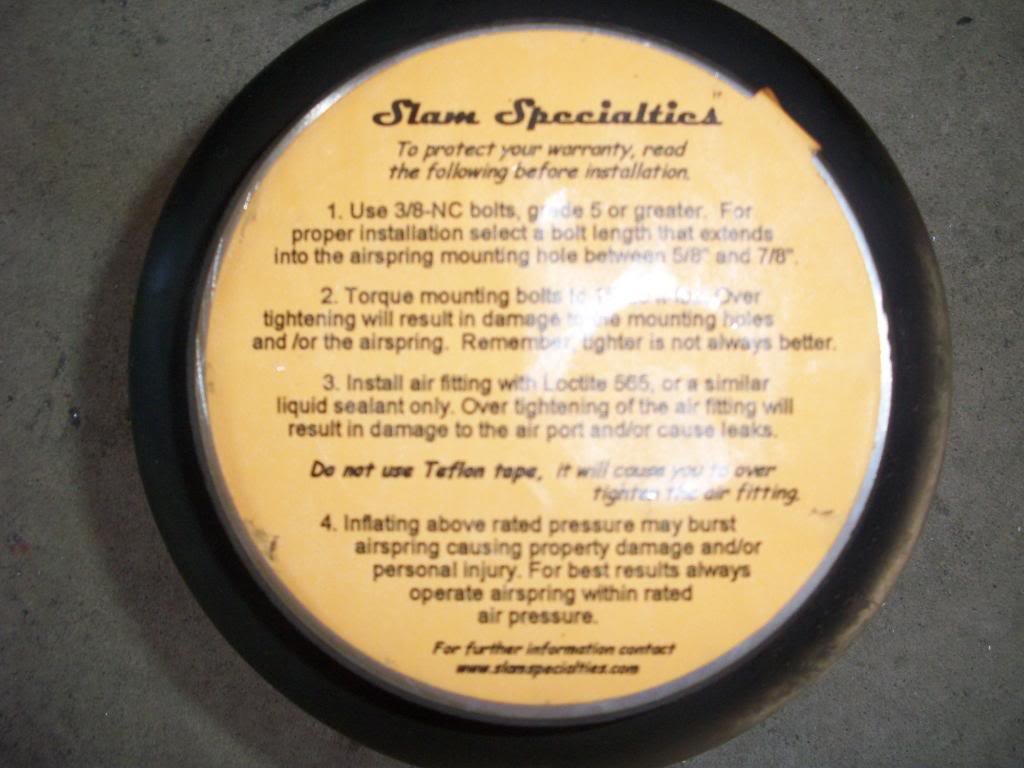 Slam Specialties
To protect your warranty, read
the following before installation.
1. Use 3/8-NC bolts, grade 5 or greater. For
proper installation select a bolt length that extends
into the airspring mounting hole between 5/8" and 7/8".
2. Torque mounting bolts to Over
tightening will result in damage to the mounting holes
and /or the airspring. Remember, tighter is not always better.
3. Install air fitting with Loctite 565, or a similar
liquid sealant only. Over tightening of the air fitting will
result in damage to the air port and/or cause leaks.
Do not use Teflon tape, it will cause you to over
tighten the air fitting.
4. Inflating above rated pressure may burst
airspring causing property damage and/or
personal injury. For best results always
operate airspring within rated
air pressure.
For further information contact
www.slamspecialties.com